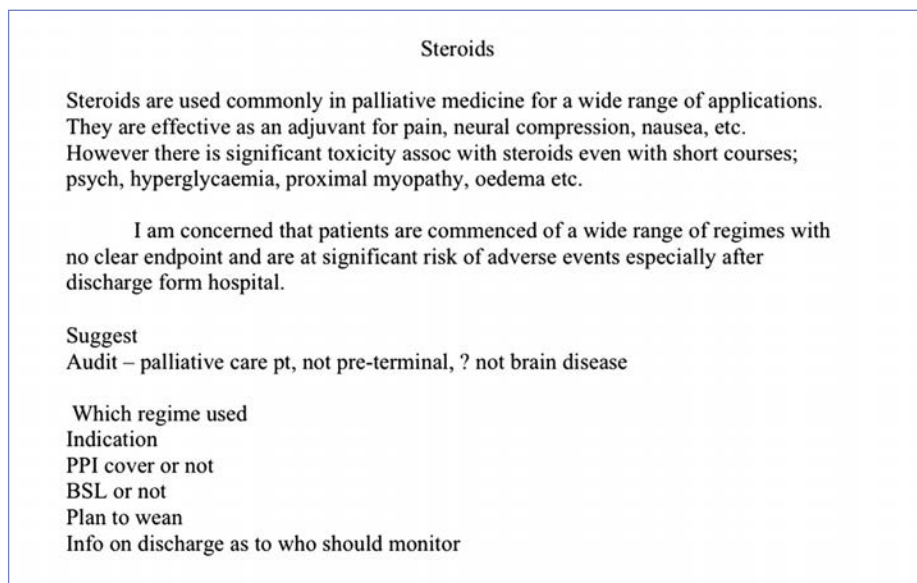 Steroids
Steroids are used commonly in palliative medicine for a wide range of applications.
They are effective as an adjuvant for pain, neural compression, nausea, etc.
However there is significant toxicity assoc with steroids even with short courses;
psych, hyperglycaemia, proximal myopathy, oedema etc.
I am concerned that patients are commenced of a wide range of regimes with
no clear endpoint and are at significant risk of adverse events especially after
discharge form hospital.
Suggest
Audit – palliative care pt, not pre-terminal, ? not brain disease
Which regime used
Indication
PPI cover or not
BSL or not
Plan to wean
Info on discharge as to who should monitor